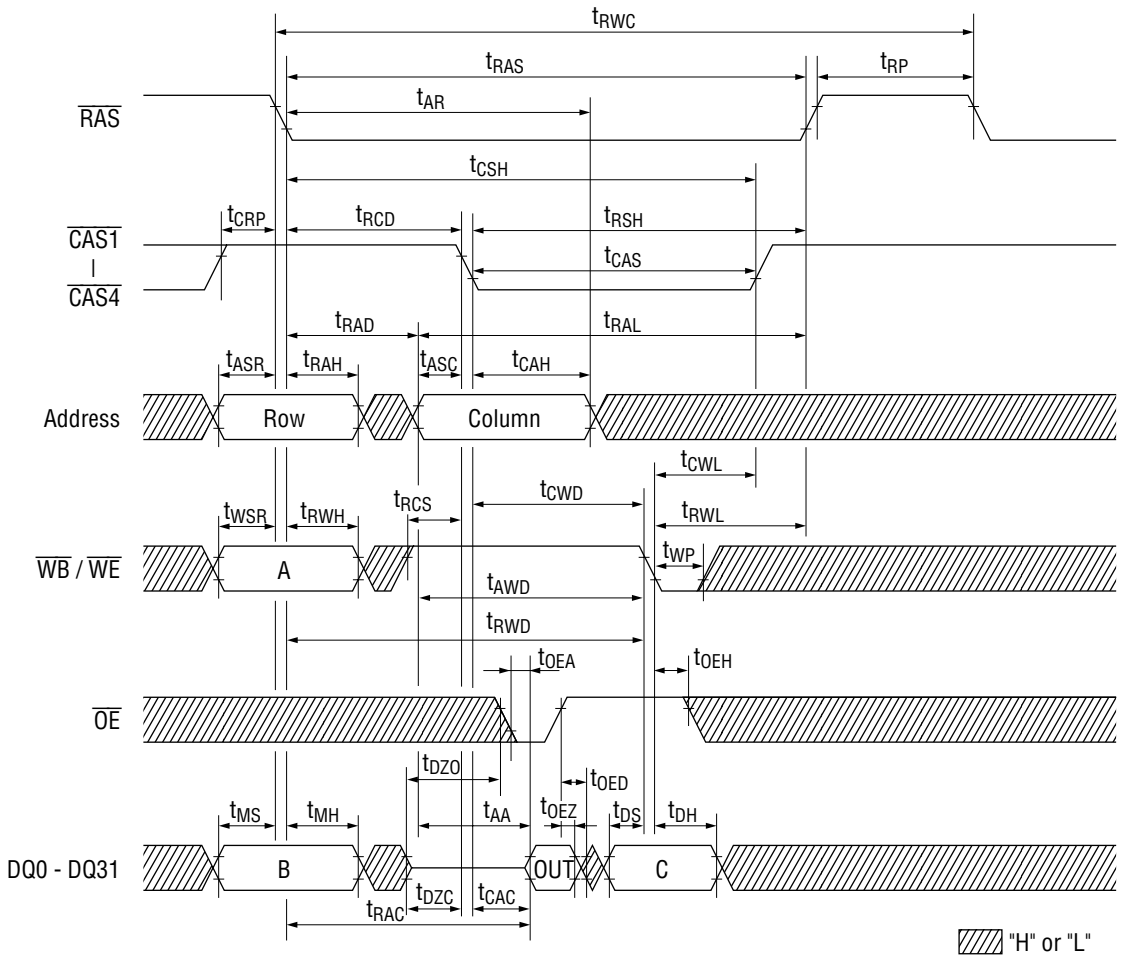 tRWC
tRAS tRP
tAR
RAS
tCSH
tCRP tRCD tRSH
CAS1
|
CAS4
tCAS
tRAD tRAL
tASR tRAH tASC tCAH
Address Row Column
tCWL
tRCS tCWD
tWSR tRWH tRWL
tWP
WB / WE A
tAWD
tRWD
tOEA tOEH
OE
tDZO tOED
tMS tMH tAA tOEZ tDS tDH
DQ0 - DQ31 B OUT C
tDZC tCAC
tRAC
"H" or "L"